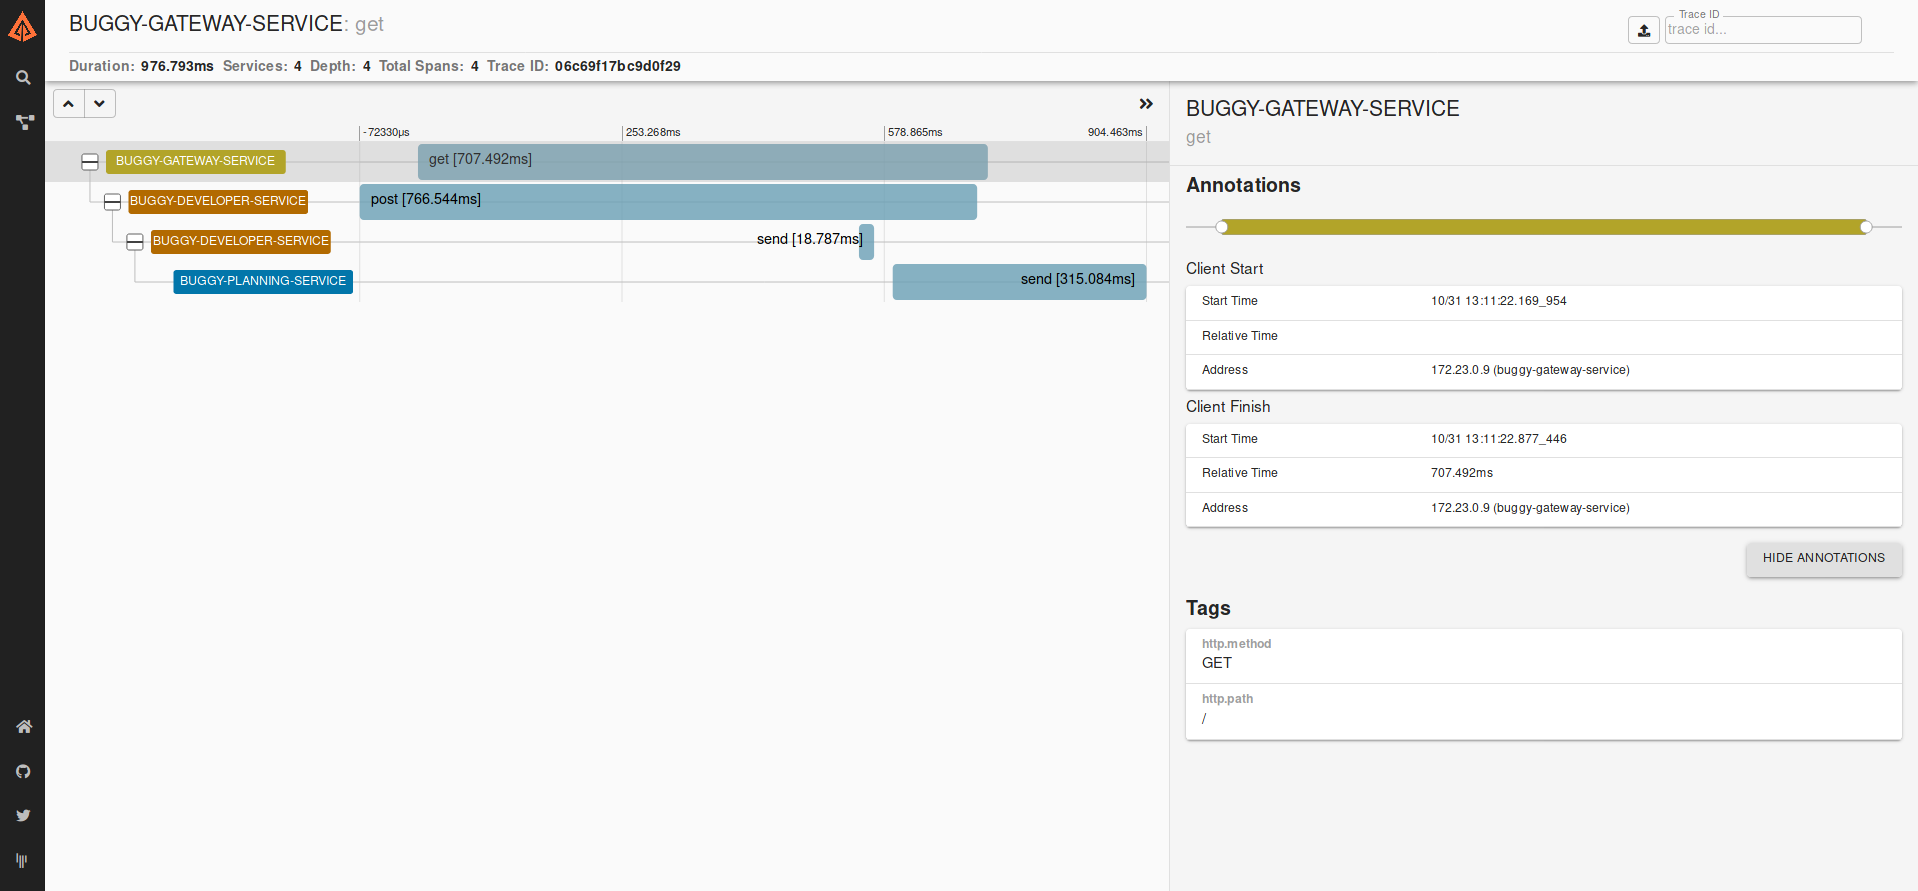 BUGGY-GATEWAY-SERVICE: get
Trace ID
trace id...
Duration: 976.793ms Services: 4 Depth: 4 Total Spans: 4 Trace ID: 06c69f17bc9d0f29
-72330μs 253.268ms 578.865ms 904.463ms
BUGGY-GATEWAY-SERVICE get [707.492ms]
BUGGY-DEVELOPER-SERVICE post [766.544ms]
BUGGY-DEVELOPER-SERVICE send [18.787ms]
BUGGY-PLANNING-SERVICE send [315.084ms]
BUGGY-GATEWAY-SERVICE
get
Annotations
Client Start
Start Time 10/31 13:11:22.169_954
Relative Time
Address 172.23.0.9 (buggy-gateway-service)
Client Finish
Start Time 10/31 13:11:22.877_446
Relative Time 707.492ms
Address 172.23.0.9 (buggy-gateway-service)
HIDE ANNOTATIONS
Tags
http.method
GET
http.path
/